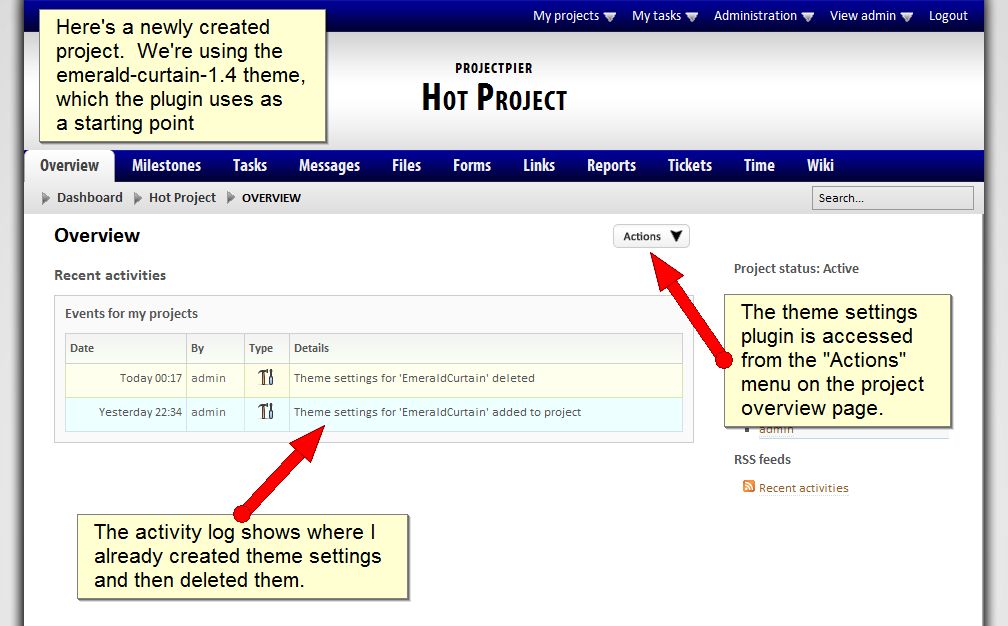 My projects My tasks Administration View admin Logout
Here's a newly created
project. We're using the
emerald-curtain-1.4 theme,
which the plugin uses as
a starting point
PROJECTPIER
HOT PROJECT
Overview Milestones Tasks Messages Files Forms Links Reports Tickets Time Wiki
Dashboard Hot Project OVERVIEW
Search...
Overview
Actions
Recent activities
Project status: Active
Events for my projects
Date By Type Details
Today 00:17 admin Theme settings for 'EmeraldCurtain' deleted
Yesterday 22:34 admin Theme settings for 'EmeraldCurtain' added to project
The theme settings
plugin is accessed
from the "Actions"
menu on the project
overview page.
admin
RSS feeds
Recent activities
The activity log shows where I
already created theme settings
and then deleted them.